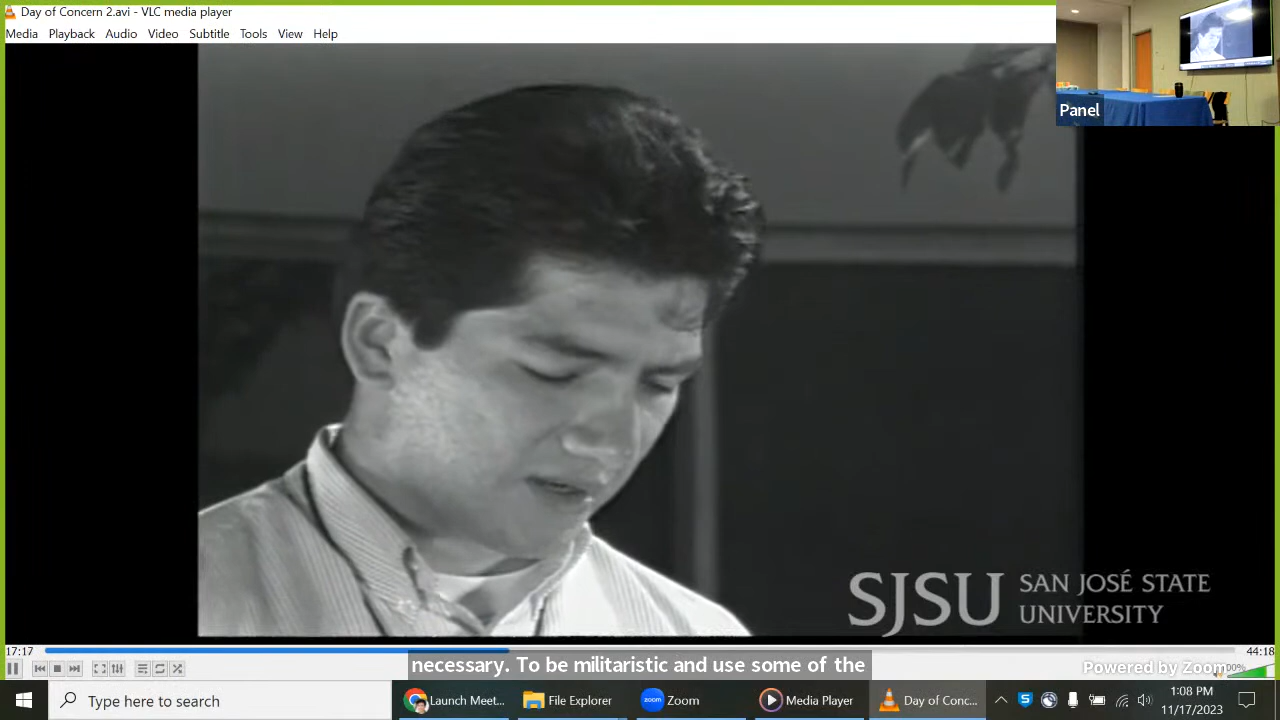 Day of Concern 2.avi - VLC media player
Media Playback Audio Video Subtitle Tools View Help
Panel
SJSU SAN JOSÉ STATE
UNIVERSITY
17:17
44:18
necessary. To be militaristic and use some of the
Powered by Zoom
Type here to search
Launch Meet...
File Explorer
Zoom
Media Player
Day of Conc...
1:08 PM
11/17/2023